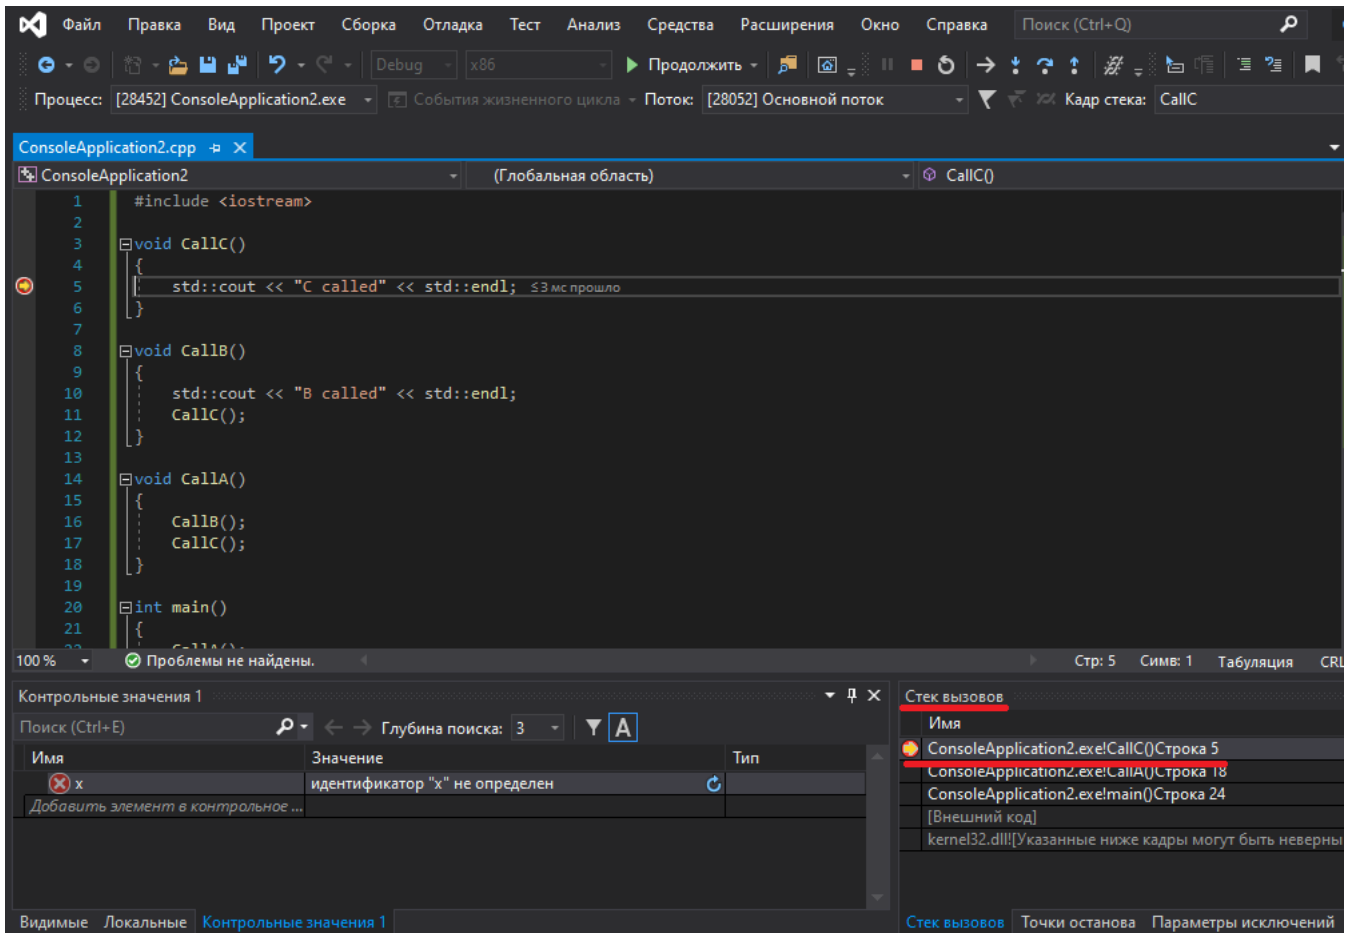 Файл Правка Вид Проект Сборка Отладка Тест Анализ Средства Расширения Окно Справка Поиск (Ctrl+Q)
Debug x86 Продолжить
Процесс: [28452] ConsoleApplication2.exe События жизненного цикла Поток: [28052] Основной поток Кадр стека: CallC
ConsoleApplication2.cpp
ConsoleApplication2 (Глобальная область) CallC()
1 #include <iostream>
2
3 void CallC()
4 {
5 std::cout << "C called" << std::endl; ≤3 мс прошло
6 }
7
8 void CallB()
9 {
10 std::cout << "B called" << std::endl;
11 CallC();
12 }
13
14 void CallA()
15 {
16 CallB();
17 CallC();
18 }
19
20 int main()
21 {
22 CallA();
100 % Проблемы не найдены. Стр: 5 Симв: 1 Табуляция CRL
Контрольные значения 1
Поиск (Ctrl+E) Глубина поиска: 3 A
Имя Значение Тип
x идентификатор "x" не определен
Добавить элемент в контрольное ...
Видимые Локальные Контрольные значения 1
Стек вызовов
Имя
ConsoleApplication2.exe!CallC()Строка 5
ConsoleApplication2.exe!CallA()Строка 18
ConsoleApplication2.exe!main()Строка 24
[Внешний код]
kernel32.dll![Указанные ниже кадры могут быть неверны
Стек вызовов Точки останова Параметры исключений